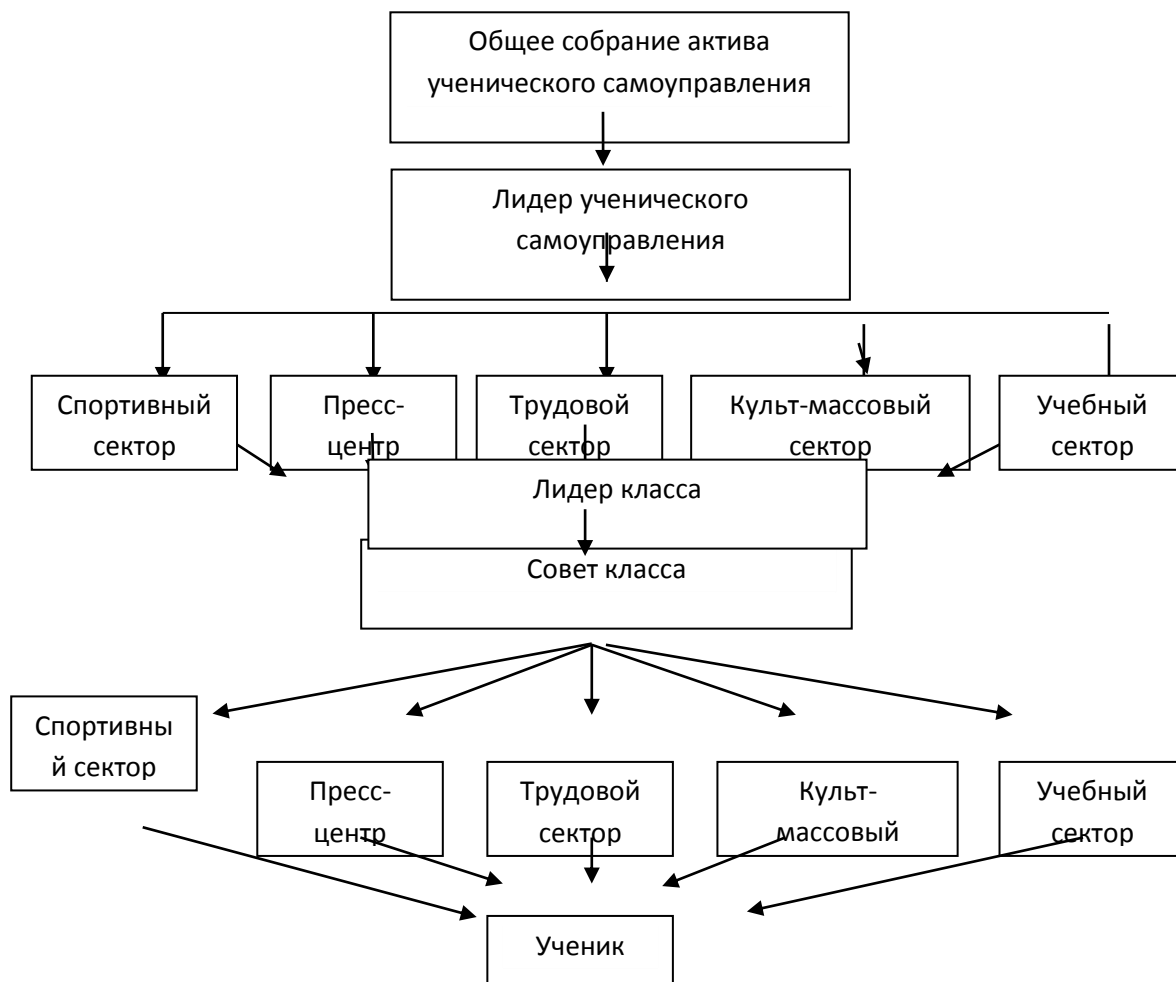 Общее собрание актива
ученического самоуправления
Лидер ученического
самоуправления
Спортивный
сектор
Пресс-
центр
Трудовой
сектор
Культ-массовый
сектор
Учебный
сектор
Лидер класса
Совет класса
Спортивны
й сектор
Пресс-
центр
Трудовой
сектор
Культ-
массовый
Учебный
сектор
Ученик